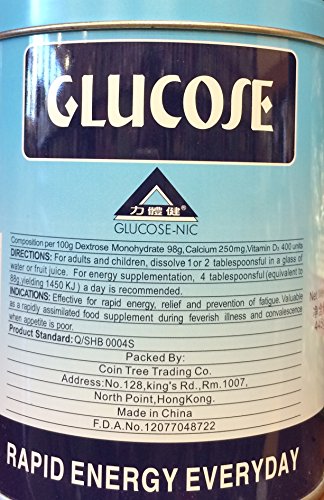 GLUCOSE
力體健®
GLUCOSE-NIC
Composition per 100g Dextrose Monohydrate 98g, Calcium 250mg, Vitamin D₂ 400 units
DIRECTIONS: For adults and children, dissolve 1 or 2 tablespoonsful in a glass of
water or fruit juice. For energy supplementation, 4 tablespoonful (equivalent to
88g, yielding 1450 KJ ) a day is recommended.
INDICATIONS: Effective for rapid energy, relief and prevention of fatigue. Valuable
as a rapidly assimilated food supplement during feverish illness and convalescence
when appetite is poor.
Product Standard: Q/SHB 0004S
Packed By:
Coin Tree Trading Co.
Address:No.128,king's Rd.,Rm.1007,
North Point,HongKong.
Made in China
F.D.A.No.12077048722
RAPID ENERGY EVERYDAY